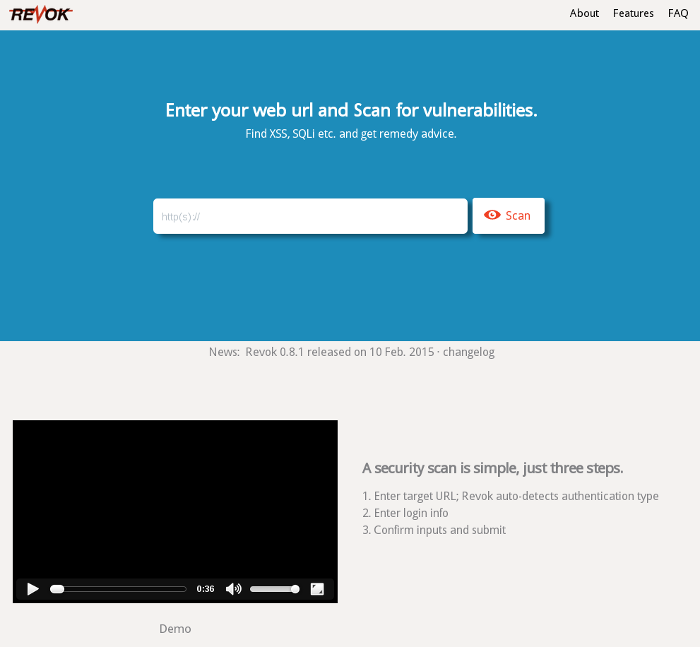 REVOK
About Features FAQ
Enter your web url and Scan for vulnerabilities.
Find XSS, SQLi etc. and get remedy advice.
http(s)://
Scan
News: Revok 0.8.1 released on 10 Feb. 2015 · changelog
A security scan is simple, just three steps.
1. Enter target URL; Revok auto-detects authentication type
2. Enter login info
3. Confirm inputs and submit
0:36
Demo